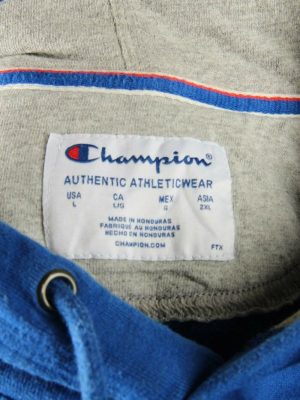 Champion®
AUTHENTIC ATHLETICWEAR
USA CA MEX ASIA
L L/G G 2XL
MADE IN HONDURAS
FABRIQUÉ AU HONDURAS
HECHO EN HONDURAS
CHAMPION.COM FTX